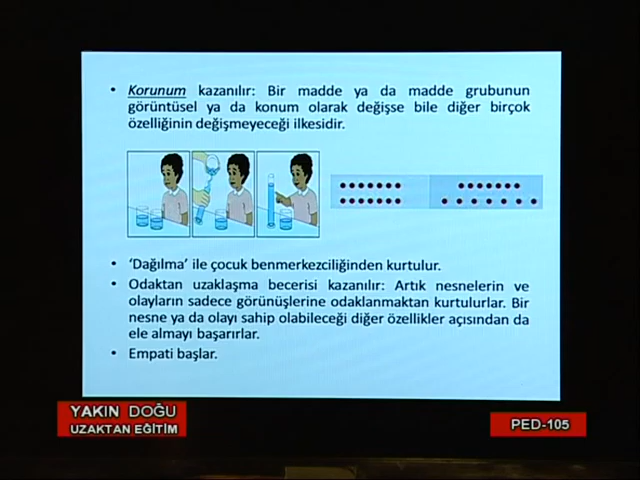 • Korunum kazanılır: Bir madde ya da madde grubunun
görüntüsel ya da konum olarak değişse bile diğer birçok
özelliğinin değişmeyeceği ilkesidir.
• 'Dağılma' ile çocuk benmerkezciliğinden kurtulur.
• Odaktan uzaklaşma becerisi kazanılır: Artık nesnelerin ve
olayların sadece görünüşlerine odaklanmaktan kurtulurlar. Bir
nesne ya da olayı sahip olabileceği diğer özellikler açısından da
ele almayı başarırlar.
• Empati başlar.
YAKIN DOĞU
UZAKTAN EĞİTİM
PED-105